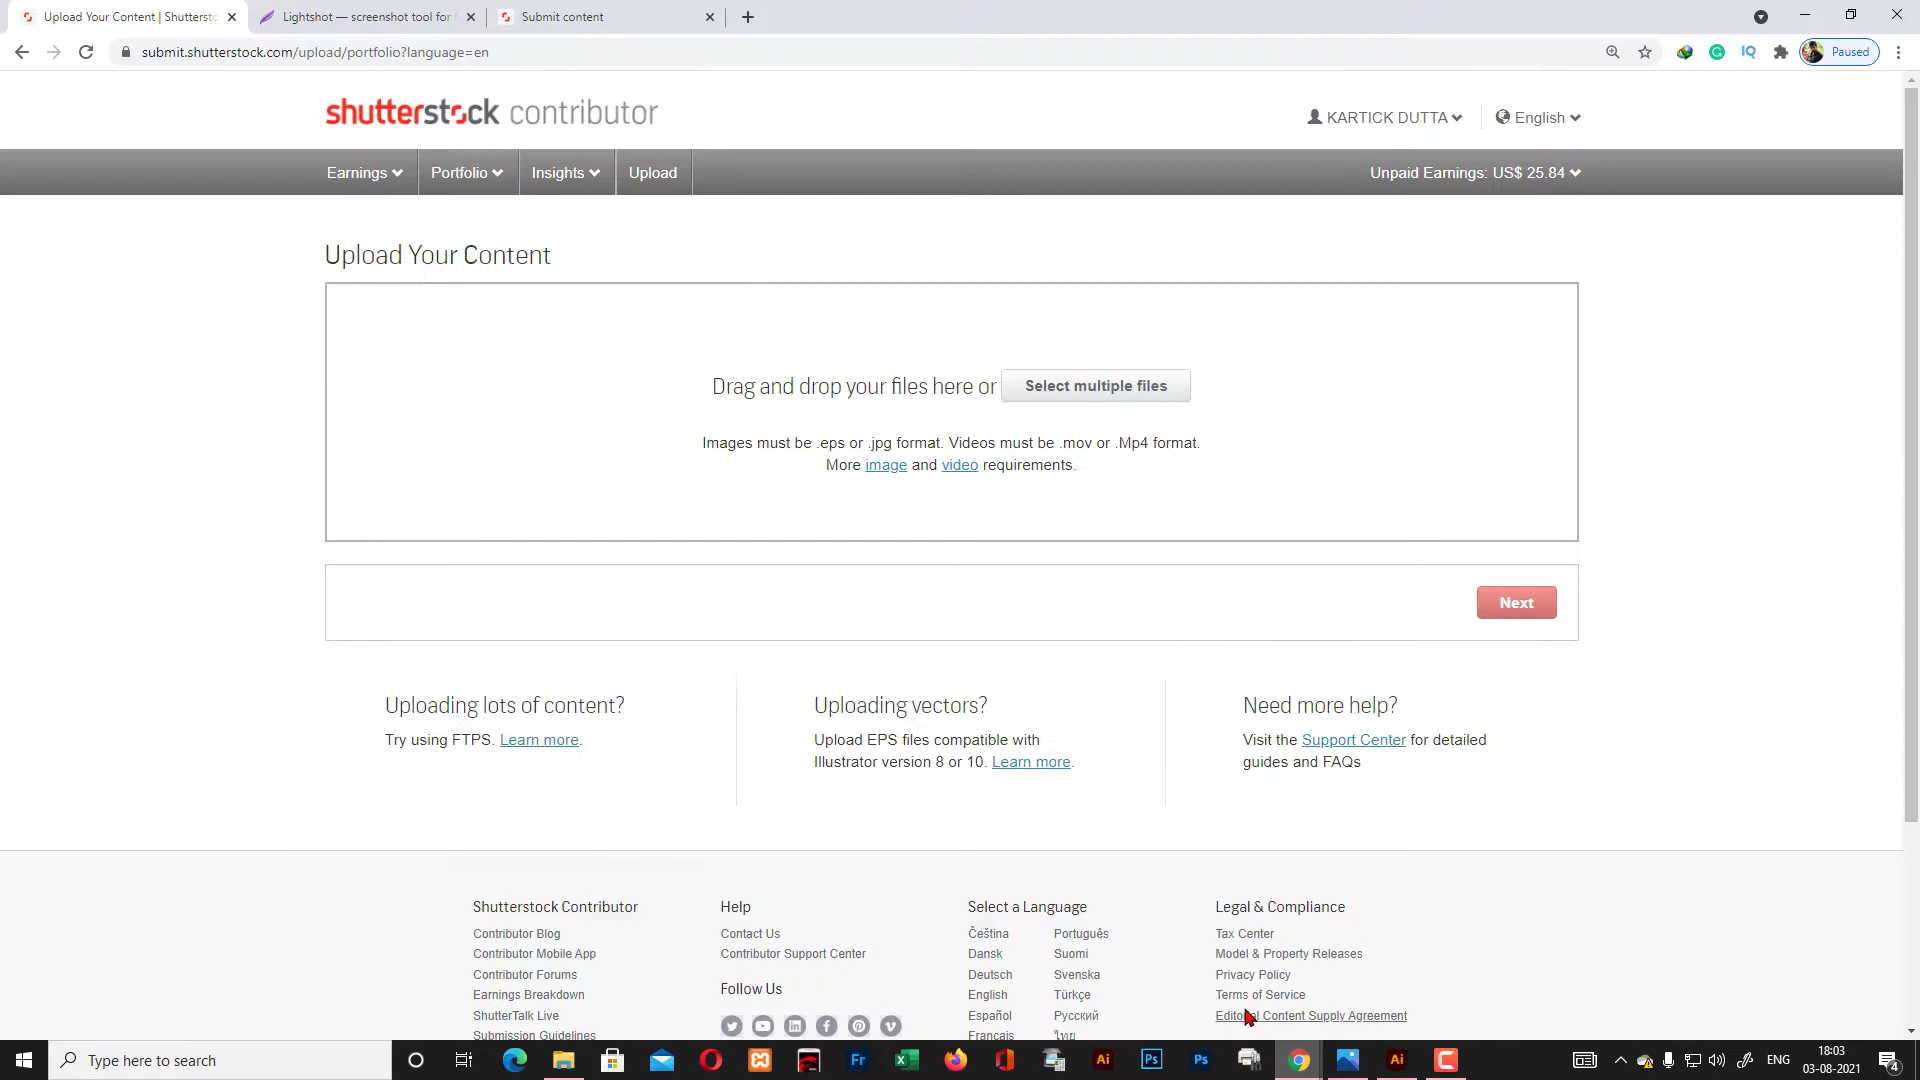 Upload Your Content | Shuttersto
Lightshot — screenshot tool for
Submit content
submit.shutterstock.com/upload/portfolio?language=en
Paused
shutterstock contributor
KARTICK DUTTA
English
Earnings
Portfolio
Insights
Upload
Unpaid Earnings: US$ 25.84
Upload Your Content
Drag and drop your files here or Select multiple files
Images must be .eps or .jpg format. Videos must be .mov or .Mp4 format.
More image and video requirements.
Next
Uploading lots of content?
Try using FTPS. Learn more.
Uploading vectors?
Upload EPS files compatible with
Illustrator version 8 or 10. Learn more.
Need more help?
Visit the Support Center for detailed
guides and FAQs
Shutterstock Contributor
Contributor Blog
Contributor Mobile App
Contributor Forums
Earnings Breakdown
ShutterTalk Live
Submission Guidelines
Help
Contact Us
Contributor Support Center
Follow Us
Select a Language
Čeština
Dansk
Deutsch
English
Español
Français
Português
Suomi
Svenska
Türkçe
Русский
ไทย
Legal & Compliance
Tax Center
Model & Property Releases
Privacy Policy
Terms of Service
Editorial Content Supply Agreement
Type here to search
ENG
18:03
03-08-2021
4